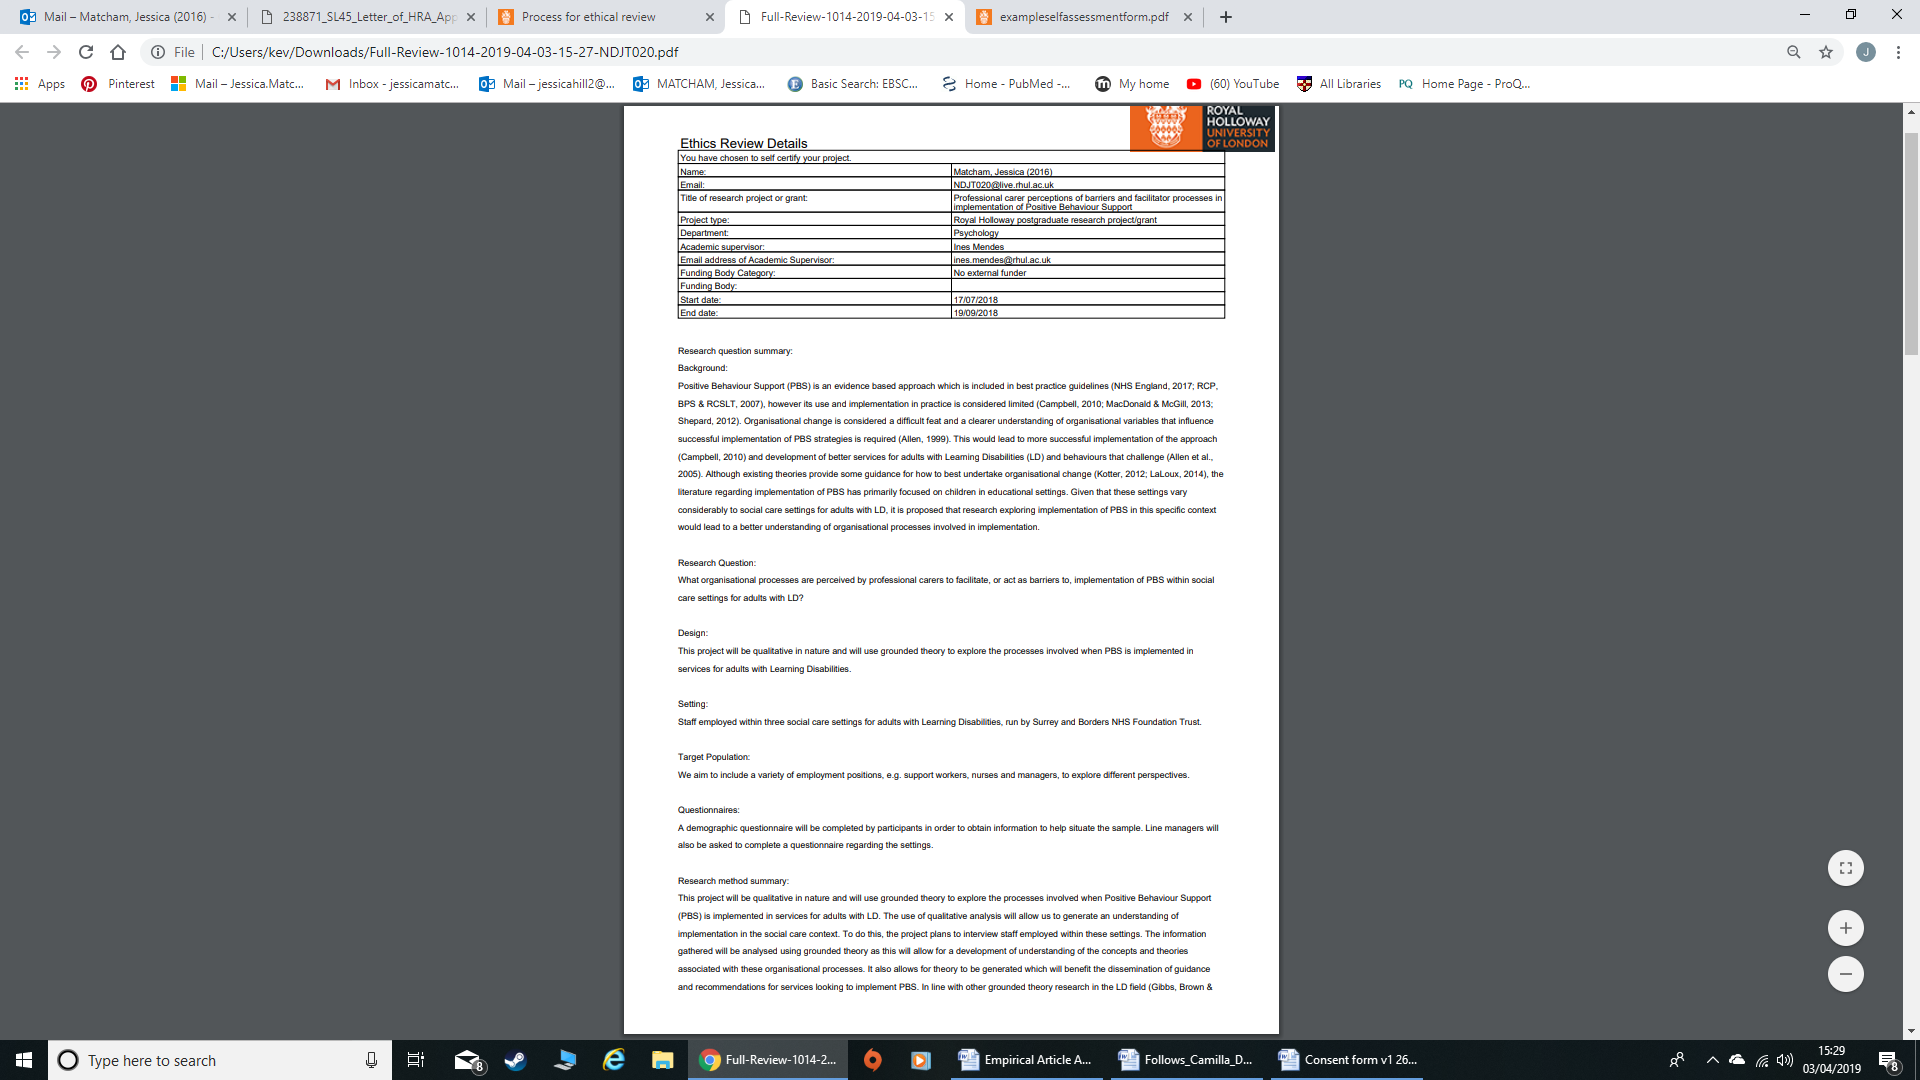 Mail – Matcham, Jessica (2016) -
238871_SL45_Letter_of_HRA_App
Process for ethical review
Full-Review-1014-2019-04-03-15
exampleselfassessmentform.pdf
File C:/Users/kev/Downloads/Full-Review-1014-2019-04-03-15-27-NDJT020.pdf
J
Apps Pinterest Mail – Jessica.Matc... Inbox - jessicamatc... Mail – jessicahill2@... MATCHAM, Jessica... Basic Search: EBSC... Home - PubMed -... My home (60) YouTube All Libraries PQ Home Page - ProQ...
ROYAL
HOLLOWAY
UNIVERSITY
OF LONDON
Ethics Review Details
You have chosen to self certify your project.
Name: Matcham, Jessica (2016)
Email: NDJT020@live.rhul.ac.uk
Title of research project or grant: Professional carer perceptions of barriers and facilitator processes in
implementation of Positive Behaviour Support
Project type: Royal Holloway postgraduate research project/grant
Department: Psychology
Academic supervisor: Ines Mendes
Email address of Academic Supervisor: ines.mendes@rhul.ac.uk
Funding Body Category: No external funder
Funding Body:
Start date: 17/07/2018
End date: 19/09/2018
Research question summary:
Background:
Positive Behaviour Support (PBS) is an evidence based approach which is included in best practice guidelines (NHS England, 2017; RCP,
BPS & RCSLT, 2007), however its use and implementation in practice is considered limited (Campbell, 2010; MacDonald & McGill, 2013;
Shepard, 2012). Organisational change is considered a difficult feat and a clearer understanding of organisational variables that influence
successful implementation of PBS strategies is required (Allen, 1999). This would lead to more successful implementation of the approach
(Campbell, 2010) and development of better services for adults with Learning Disabilities (LD) and behaviours that challenge (Allen et al.,
2005). Although existing theories provide some guidance for how to best undertake organisational change (Kotter, 2012; LaLoux, 2014), the
literature regarding implementation of PBS has primarily focused on children in educational settings. Given that these settings vary
considerably to social care settings for adults with LD, it is proposed that research exploring implementation of PBS in this specific context
would lead to a better understanding of organisational processes involved in implementation.
Research Question:
What organisational processes are perceived by professional carers to facilitate, or act as barriers to, implementation of PBS within social
care settings for adults with LD?
Design:
This project will be qualitative in nature and will use grounded theory to explore the processes involved when PBS is implemented in
services for adults with Learning Disabilities.
Setting:
Staff employed within three social care settings for adults with Learning Disabilities, run by Surrey and Borders NHS Foundation Trust.
Target Population:
We aim to include a variety of employment positions, e.g. support workers, nurses and managers, to explore different perspectives.
Questionnaires:
A demographic questionnaire will be completed by participants in order to obtain information to help situate the sample. Line managers will
also be asked to complete a questionnaire regarding the settings.
Research method summary:
This project will be qualitative in nature and will use grounded theory to explore the processes involved when Positive Behaviour Support
(PBS) is implemented in services for adults with LD. The use of qualitative analysis will allow us to generate an understanding of
implementation in the social care context. To do this, the project plans to interview staff employed within these settings. The information
gathered will be analysed using grounded theory as this will allow for a development of understanding of the concepts and theories
associated with these organisational processes. It also allows for theory to be generated which will benefit the dissemination of guidance
and recommendations for services looking to implement PBS. In line with other grounded theory research in the LD field (Gibbs, Brown &
Type here to search
8
Full-Review-1014-2...
Empirical Article A...
Follows_Camilla_D...
Consent form v1 26...
15:29
03/04/2019
8